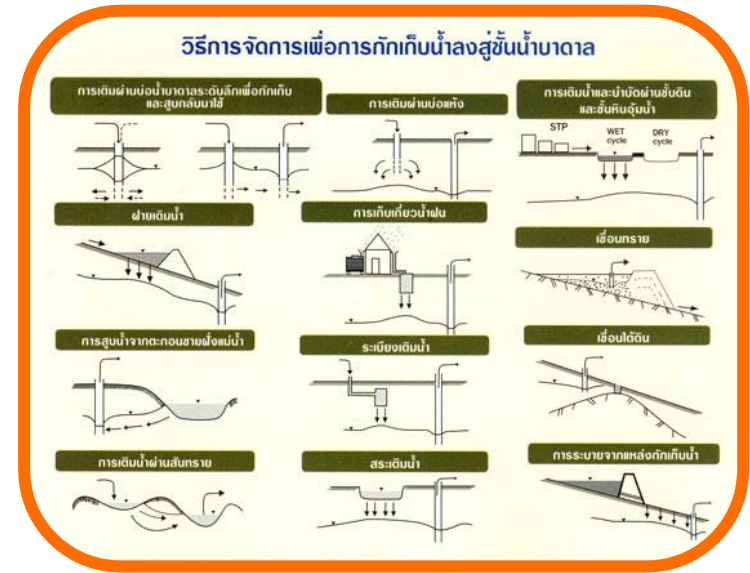 วิธีการจัดการเพื่อการกักเก็บน้ำลงสู่ชั้นน้ำบาดาล
การเติมผ่านบ่อน้ำบาดาลระดับลึกเพื่อกักเก็บ
และสูบกลับมาใช้
การเติมผ่านบ่อแห้ง
การเติมน้ำและบำบัดผ่านชั้นดิน
และชั้นหินอุ้มน้ำ
STP
WET
cycle
DRY
cycle
ฝายเติมน้ำ
การเก็บเกี่ยวน้ำฝน
เขื่อนทราย
การสูบน้ำจากตะกอนชายฝั่งแม่น้ำ
ระเบียงเติมน้ำ
เขื่อนใต้ดิน
การเติมน้ำผ่านสันทราย
สระเติมน้ำ
การระบายจากแหล่งกักเก็บน้ำ